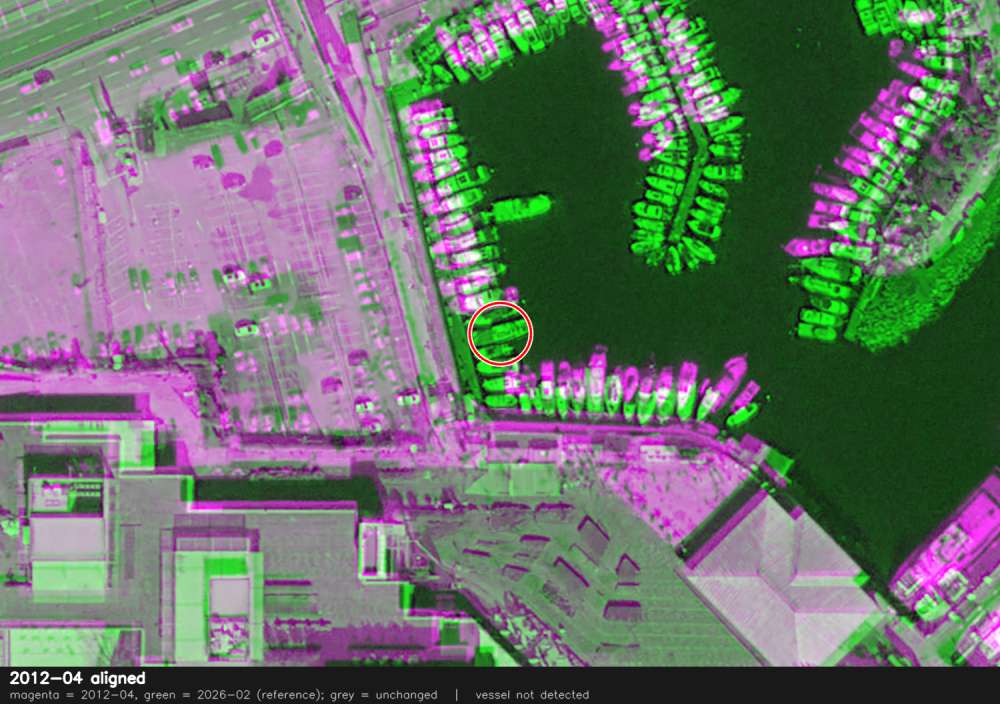 2012-04 aligned
magenta = 2012-04, green = 2026-02 (reference); grey = unchanged | vessel not detected